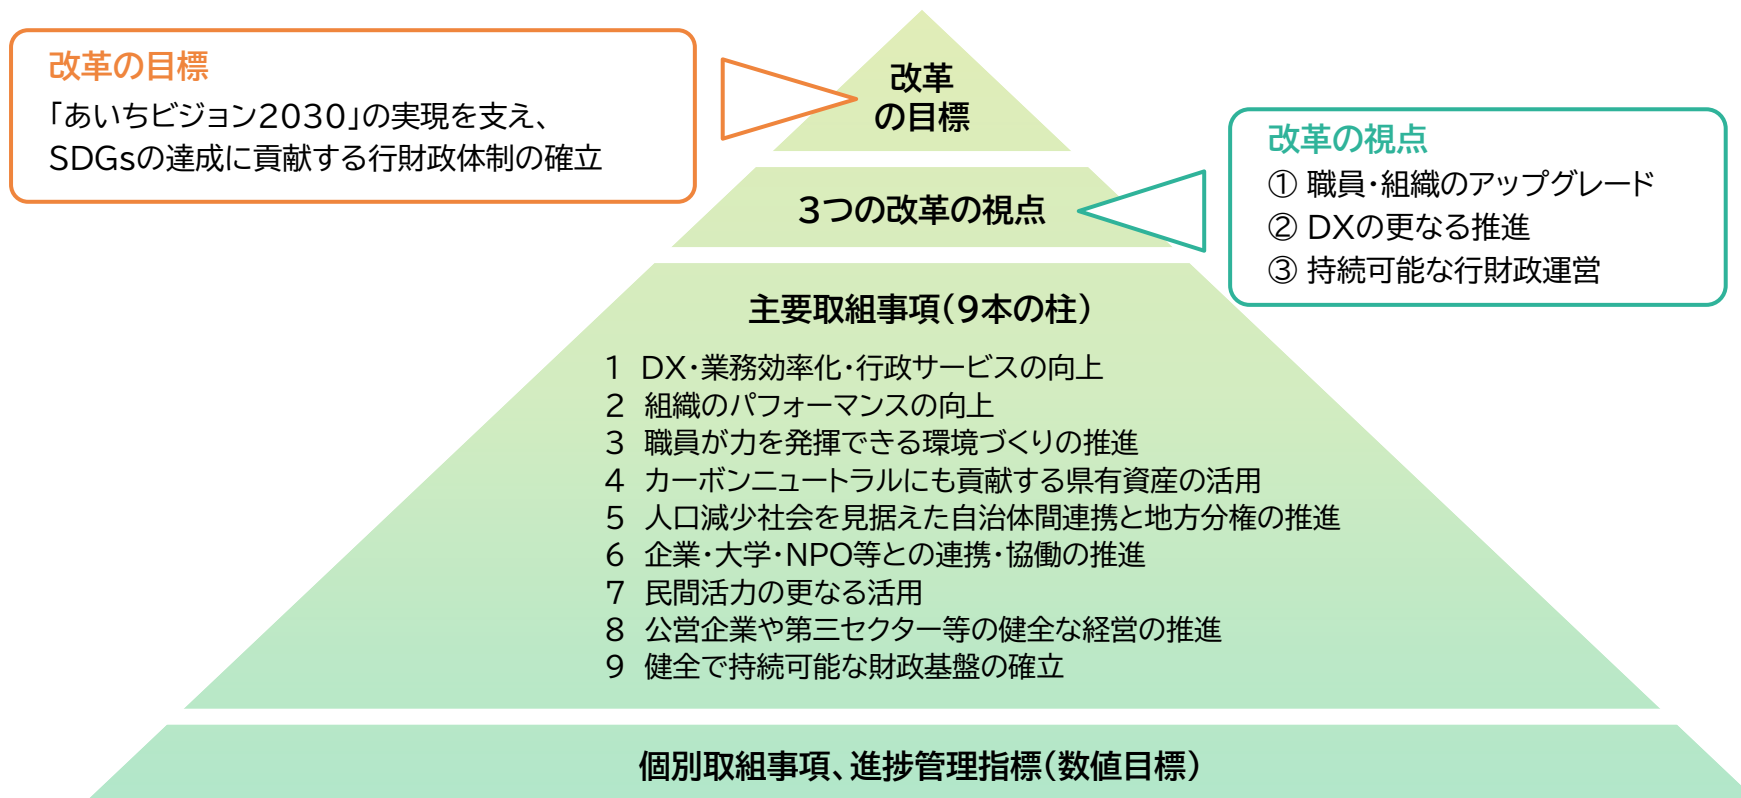 改革の目標
「あいちビジョン2030」の実現を支え、
SDGsの達成に貢献する行財政体制の確立
改革
の目標
改革の視点
① 職員・組織のアップグレード
② DXの更なる推進
③ 持続可能な行財政運営
3つの改革の視点
主要取組事項(9本の柱)
1 DX・業務効率化・行政サービスの向上
2 組織のパフォーマンスの向上
3 職員が力を発揮できる環境づくりの推進
4 カーボンニュートラルにも貢献する県有資産の活用
5 人口減少社会を見据えた自治体間連携と地方分権の推進
6 企業・大学・NPO等との連携・協働の推進
7 民間活力の更なる活用
8 公営企業や第三セクター等の健全な経営の推進
9 健全で持続可能な財政基盤の確立
個別取組事項、進捗管理指標(数値目標)